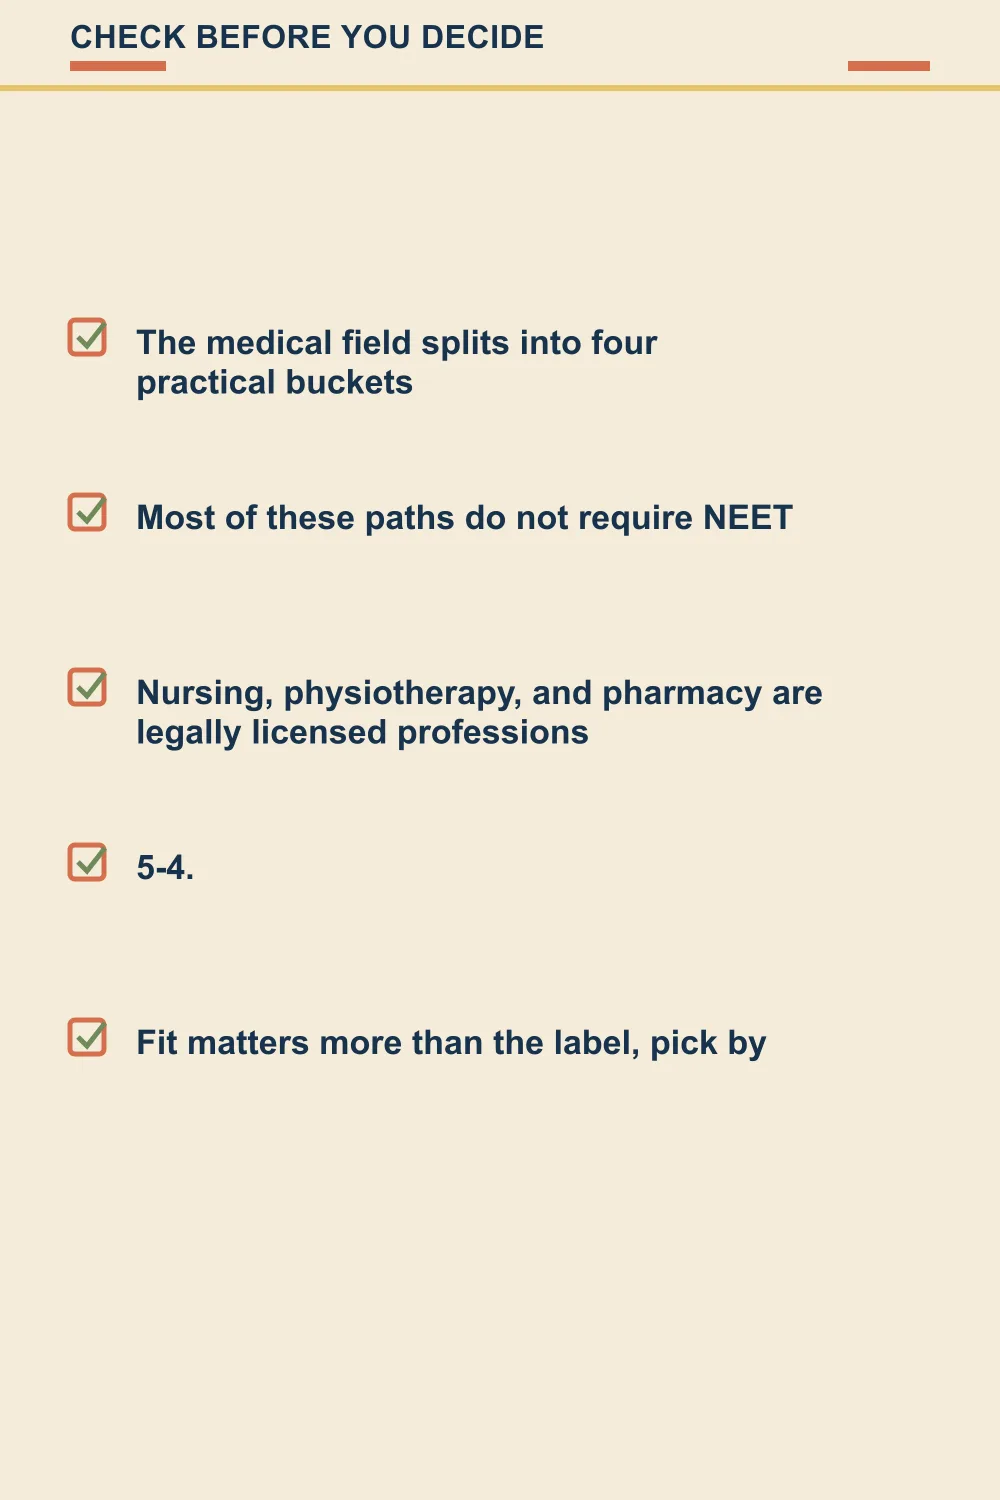 CHECK BEFORE YOU DECIDE
The medical field splits into four
practical buckets
Most of these paths do not require NEET
Nursing, physiotherapy, and pharmacy are
legally licensed professions
5-4.
Fit matters more than the label, pick by